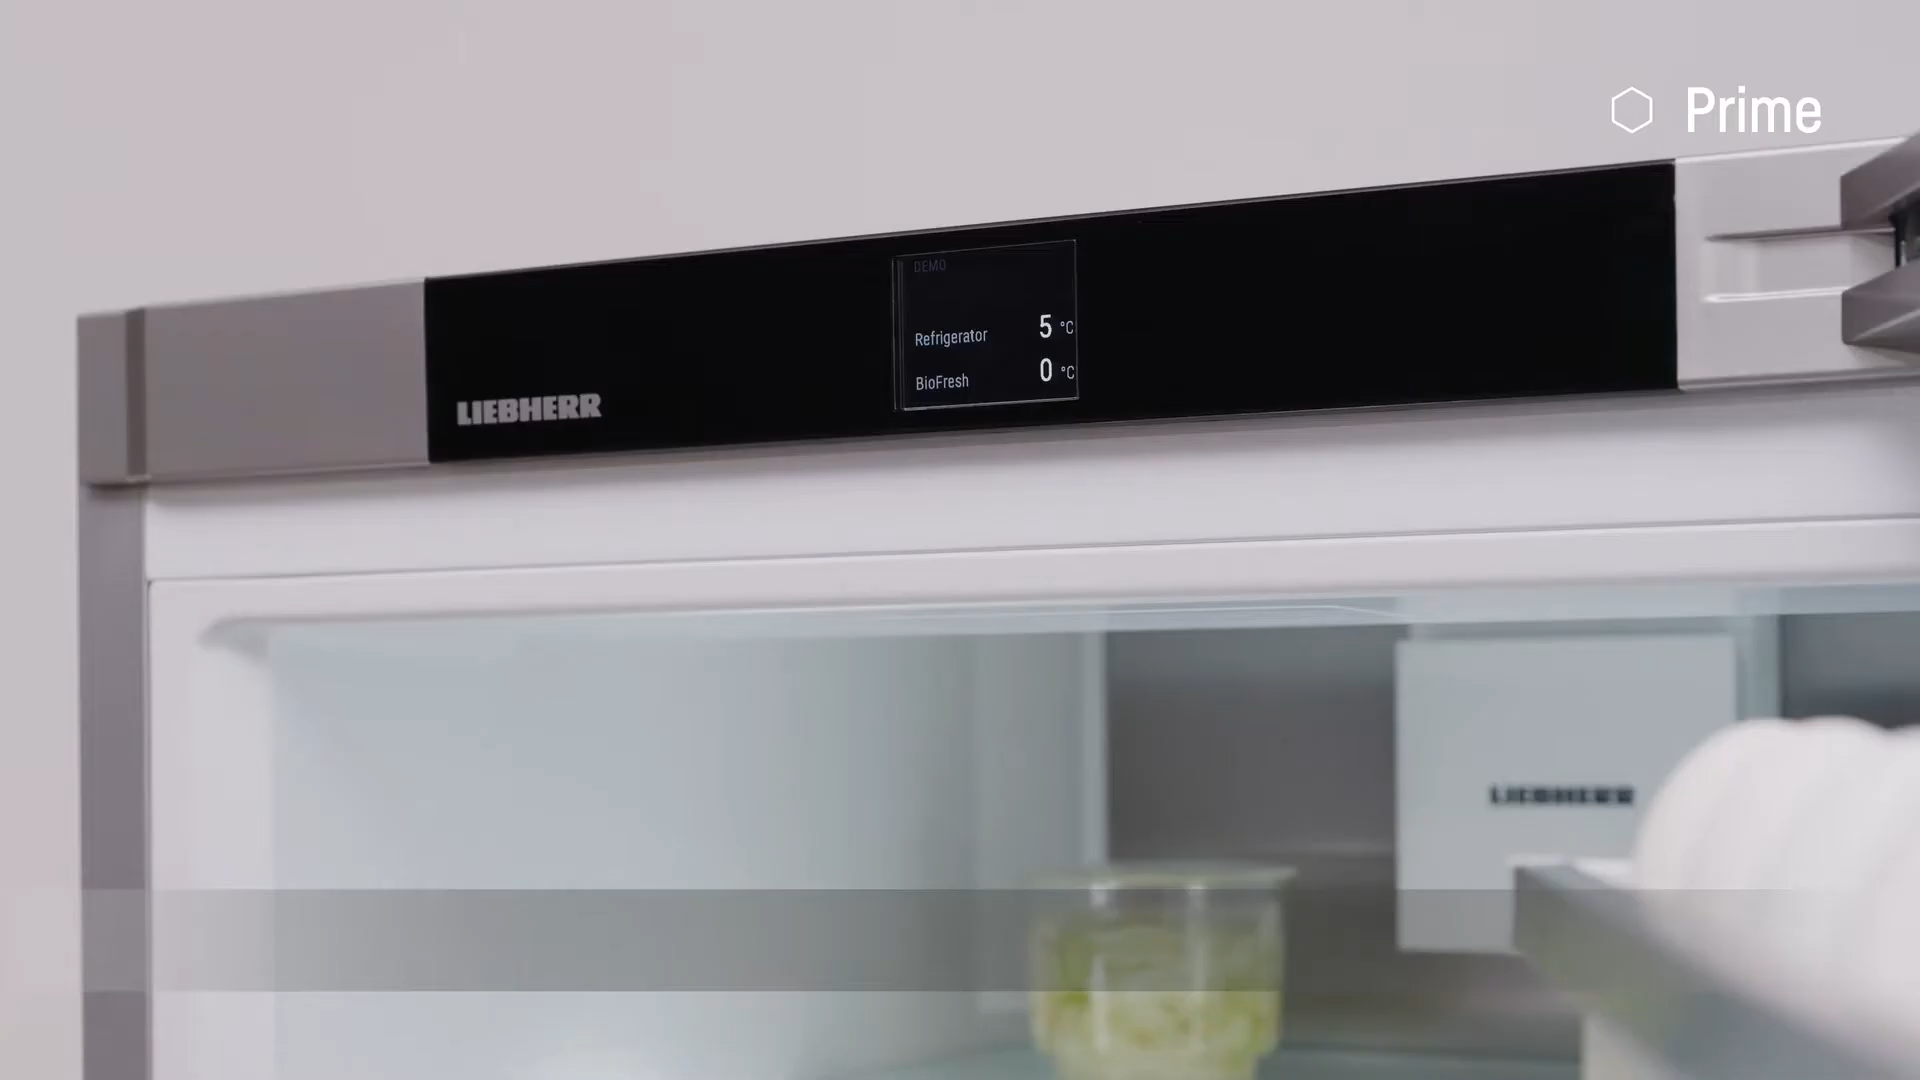 Prime
DEMO
Refrigerator 5 °C
BioFresh 0 °C
LIEBHERR
LIEBHERR